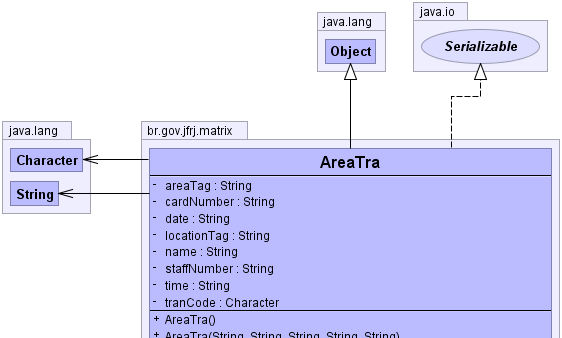 java.lang
java.io
Object
Serializable
java.lang
br.gov.jfrj.matrix
Character
String
AreaTra
- areaTag : String
- cardNumber : String
- date : String
- locationTag : String
- name : String
- staffNumber : String
- time : String
- tranCode : Character
+ AreaTra()
+ AreaTra(String, String, String, String, String)